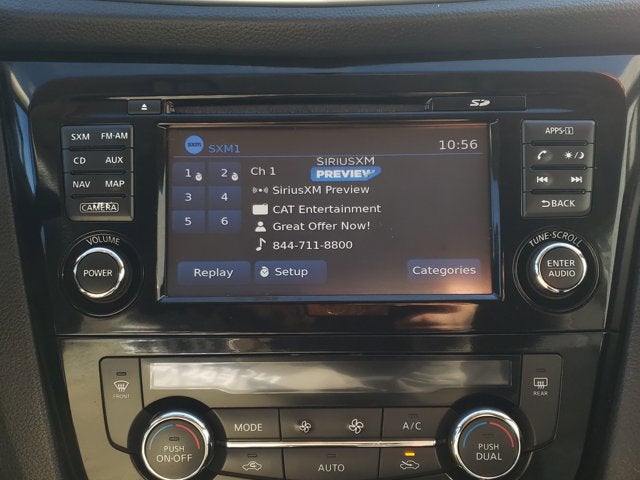 SD
SXM FM·AM
CD AUX
NAV MAP
CAMERA
VOLUME
POWER
sxm SXM1
10:56
1 2
3 4
5 6
Ch 1
SIRIUSXM
PREVIEW
SiriusXM Preview
CAT Entertainment
Great Offer Now!
844-711-8800
Replay
Setup
Categories
APPS·i
BACK
TUNE·SCROLL
ENTER
AUDIO
FRONT
REAR
PUSH
ON·OFF
MODE
A/C
AUTO
PUSH
DUAL